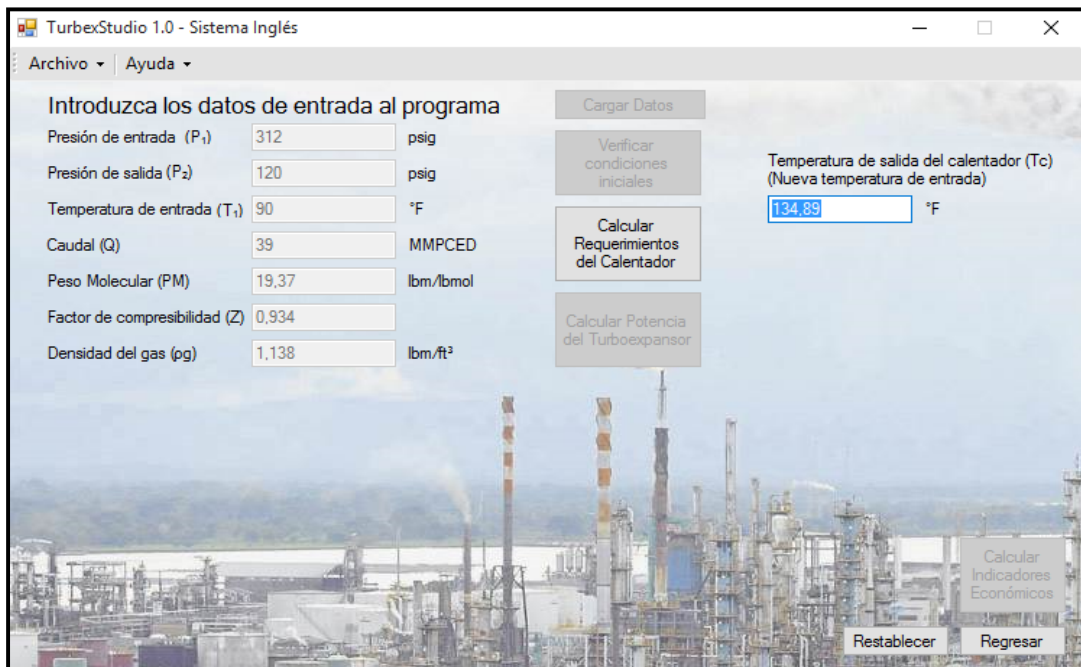 TurbexStudio 1.0 - Sistema Inglés
Archivo
Ayuda
Introduzca los datos de entrada al programa
Presión de entrada (P₁) 312 psig
Presión de salida (P₂) 120 psig
Temperatura de entrada (T₁) 90 °F
Caudal (Q) 39 MMPCED
Peso Molecular (PM) 19,37 lbm/lbmol
Factor de compresibilidad (Z) 0,934
Densidad del gas (ρg) 1,138 lbm/ft³
Cargar Datos
Verificar
condiciones
iniciales
Calcular
Requerimientos
del Calentador
Calcular Potencia
del Turboexpansor
Temperatura de salida del calentador (Tc)
(Nueva temperatura de entrada)
134,89 °F
Calcular
Indicadores
Económicos
Restablecer
Regresar